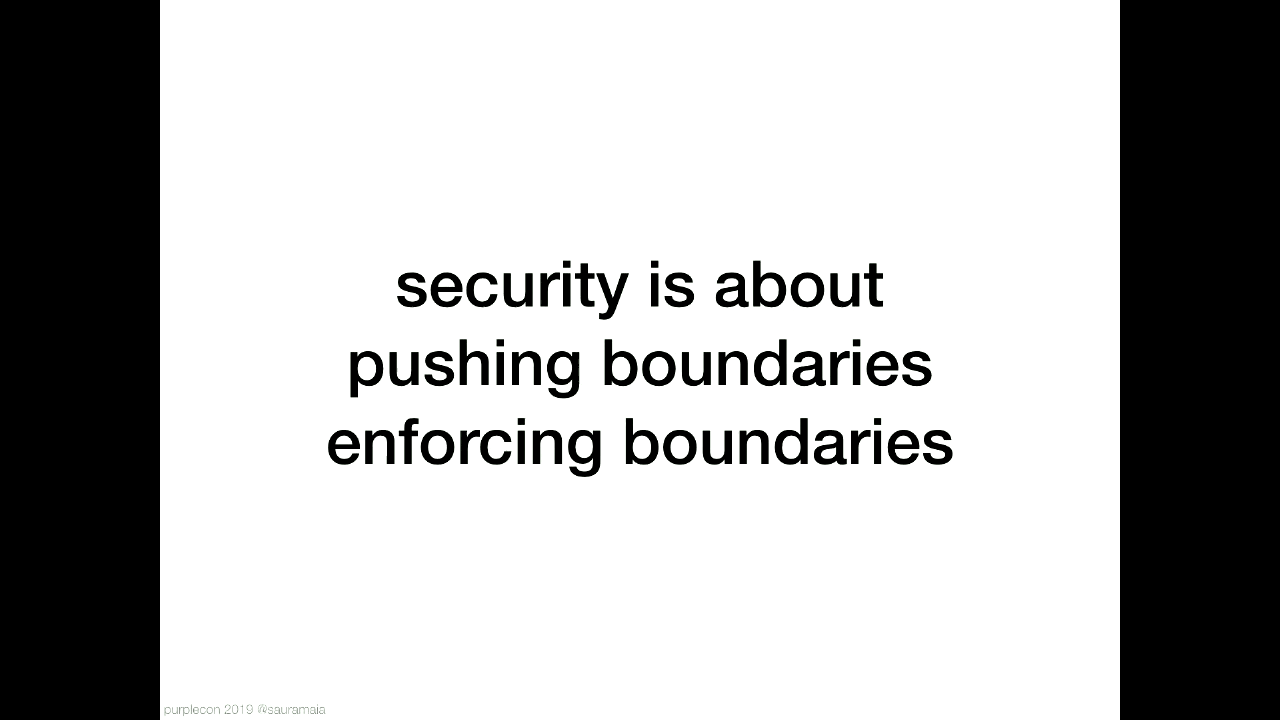 security is about
pushing boundaries
enforcing boundaries
purplecon 2019 @sauramaia